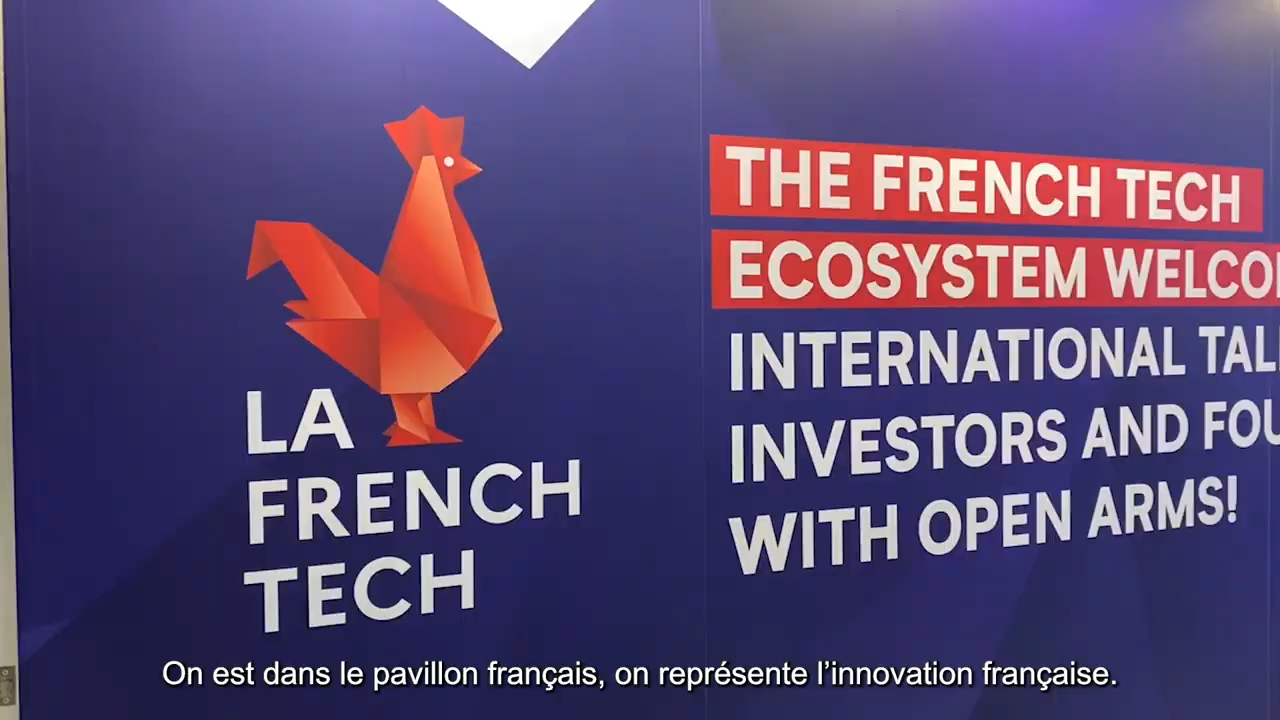 LA
FRENCH
TECH
THE FRENCH TECH
ECOSYSTEM
INTERNATIONAL
INVESTORS AND
WITH OPEN ARMS!
On est dans le pavillon français, on représente l’innovation française.